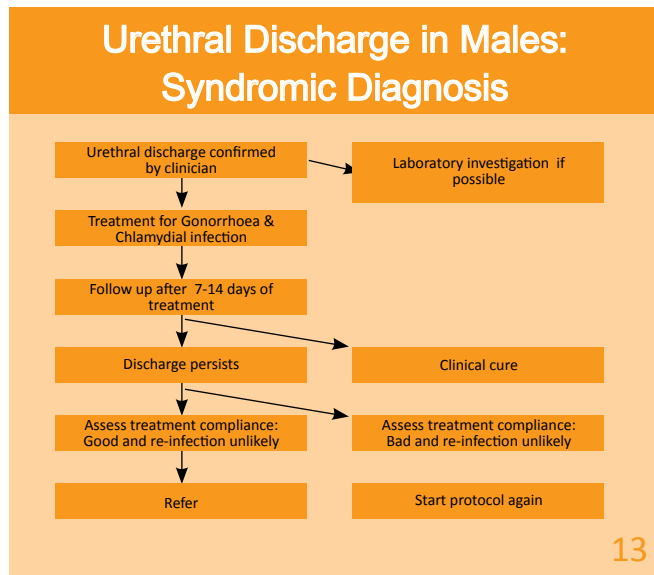 Urethral Discharge in Males:
Syndromic Diagnosis
Urethral discharge confirmed
by clinician
Laboratory investigation if
possible
Treatment for Gonorrhoea &
Chlamydial infection
Follow up after 7-14 days of
treatment
Discharge persists
Clinical cure
Assess treatment compliance:
Good and re-infection unlikely
Assess treatment compliance:
Bad and re-infection unlikely
Refer
Start protocol again
13